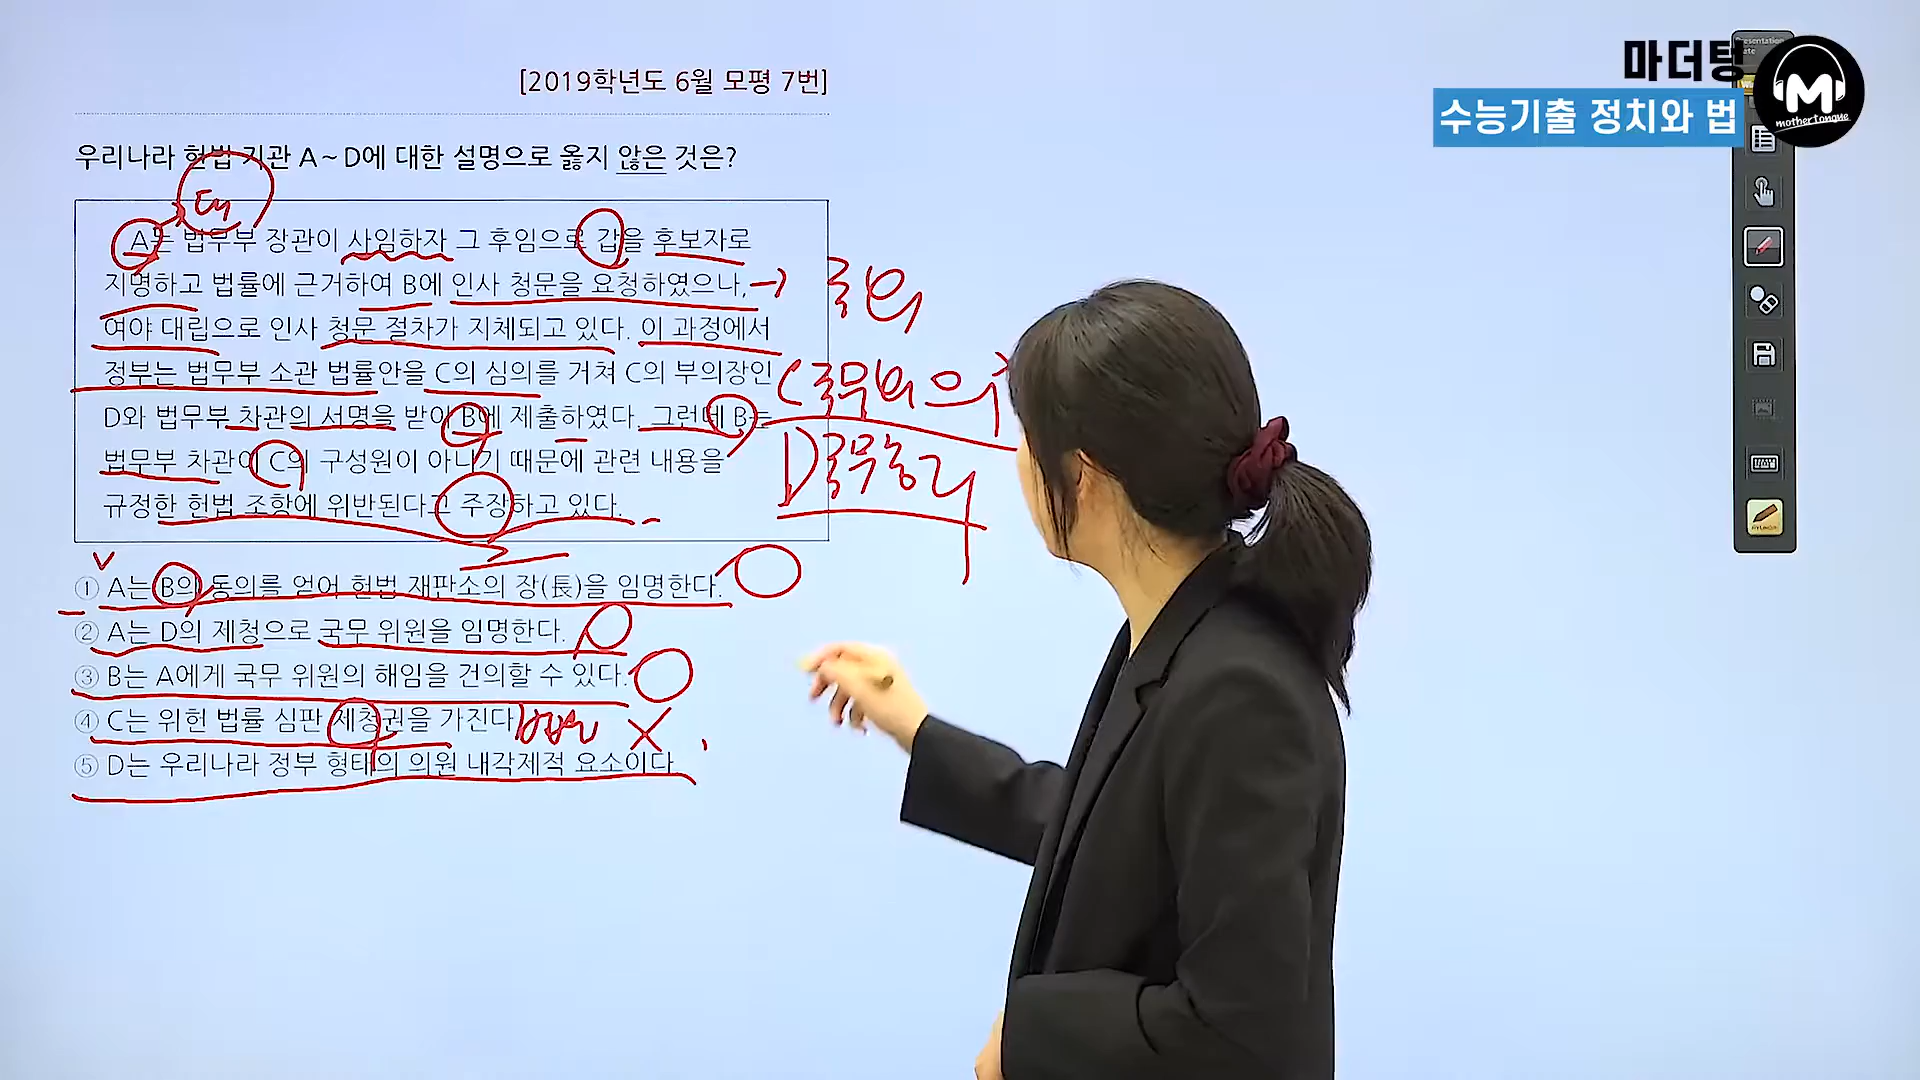 마더텅
수능기출 정치와 법
M
mothertongue
[2019학년도 6월 모평 7번]
우리나라 헌법 기관 A~D에 대한 설명으로 옳지 않은 것은?
A는 법무부 장관이 사임하자 그 후임으로 갑을 후보자로
지명하고 법률에 근거하여 B에 인사 청문을 요청하였으나,
여야 대립으로 인사 청문 절차가 지체되고 있다. 이 과정에서
정부는 법무부 소관 법률안을 C의 심의를 거쳐 C의 부의장인
D와 법무부 차관의 서명을 받아 B에 제출하였다. 그런데 B는
법무부 차관이 C의 구성원이 아니기 때문에 관련 내용을
규정한 헌법 조항에 위반된다고 주장하고 있다.
국회
C국무회의
D국무총리
① A는 B의 동의를 얻어 헌법 재판소의 장(長)을 임명한다.
② A는 D의 제청으로 국무 위원을 임명한다.
③ B는 A에게 국무 위원의 해임을 건의할 수 있다.
④ C는 위헌 법률 심판 제청권을 가진다. 법원
⑤ D는 우리나라 정부 형태의 의원 내각제적 요소이다.